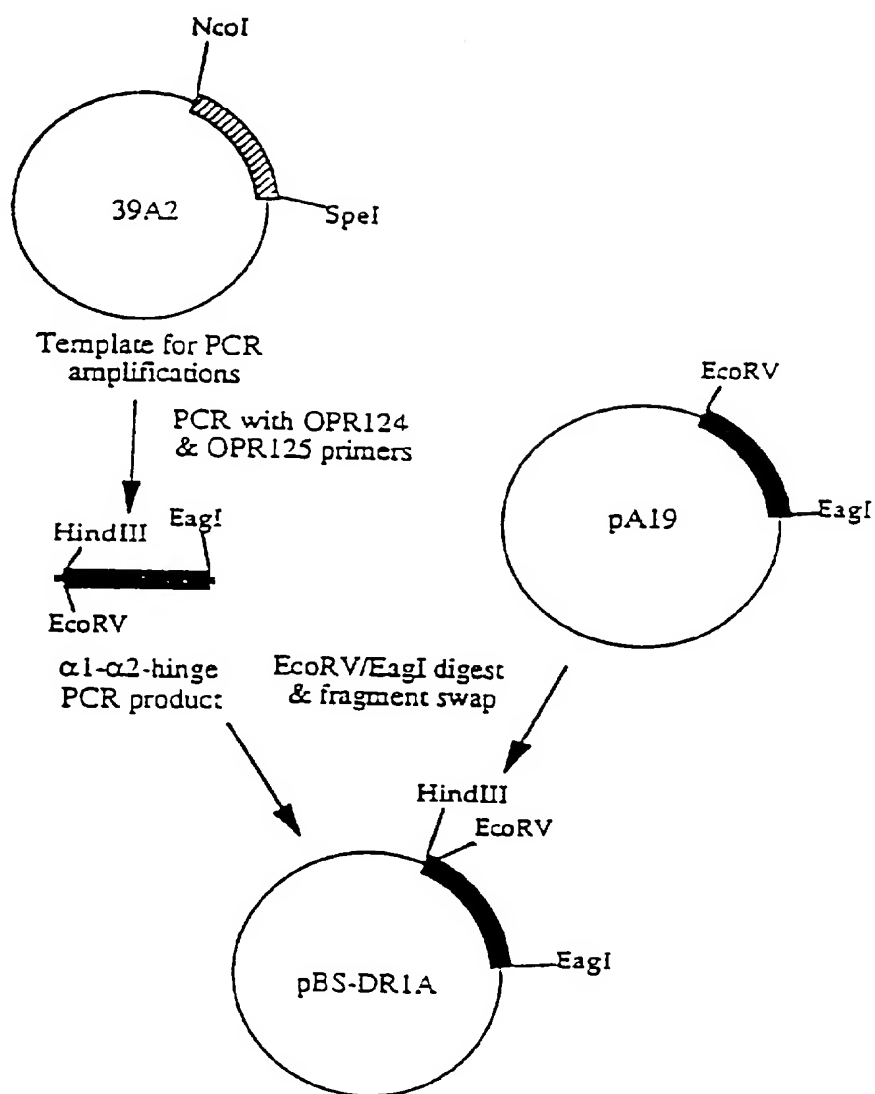 NcoI
39A2
SpeI
Template for PCR
amplifications
PCR with OPR124
& OPR125 primers
EcoRV
pA19
EagI
HindIII
EagI
EcoRV
α1-α2-hinge
PCR product
EcoRV/EagI digest
& fragment swap
HindIII
EcoRV
EagI
pBS-DR1A